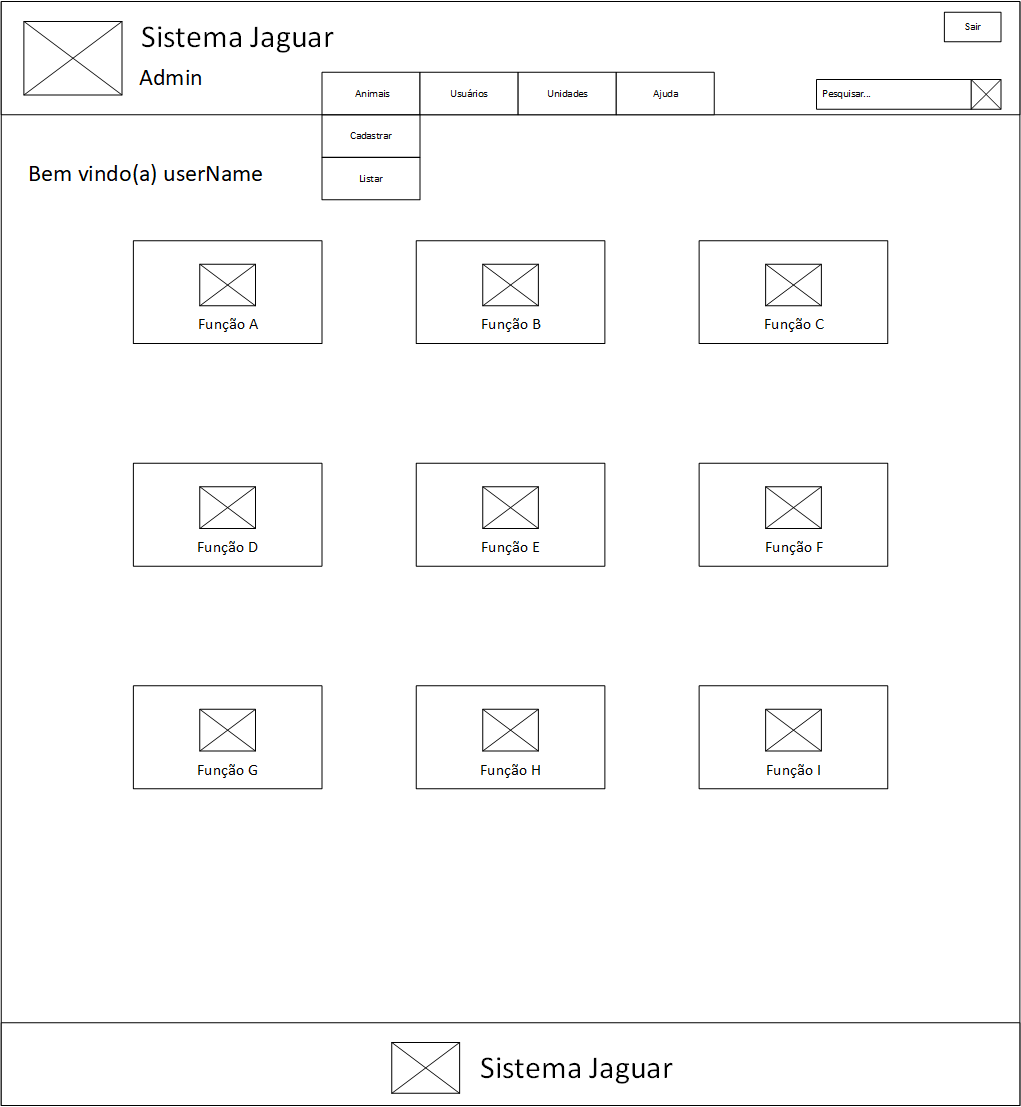 Sistema Jaguar
Sair
Admin
Animais
Usuários
Unidades
Ajuda
Pesquisar...
Cadastrar
Listar
Bem vindo(a) userName
Função A
Função B
Função C
Função D
Função E
Função F
Função G
Função H
Função I
Sistema Jaguar